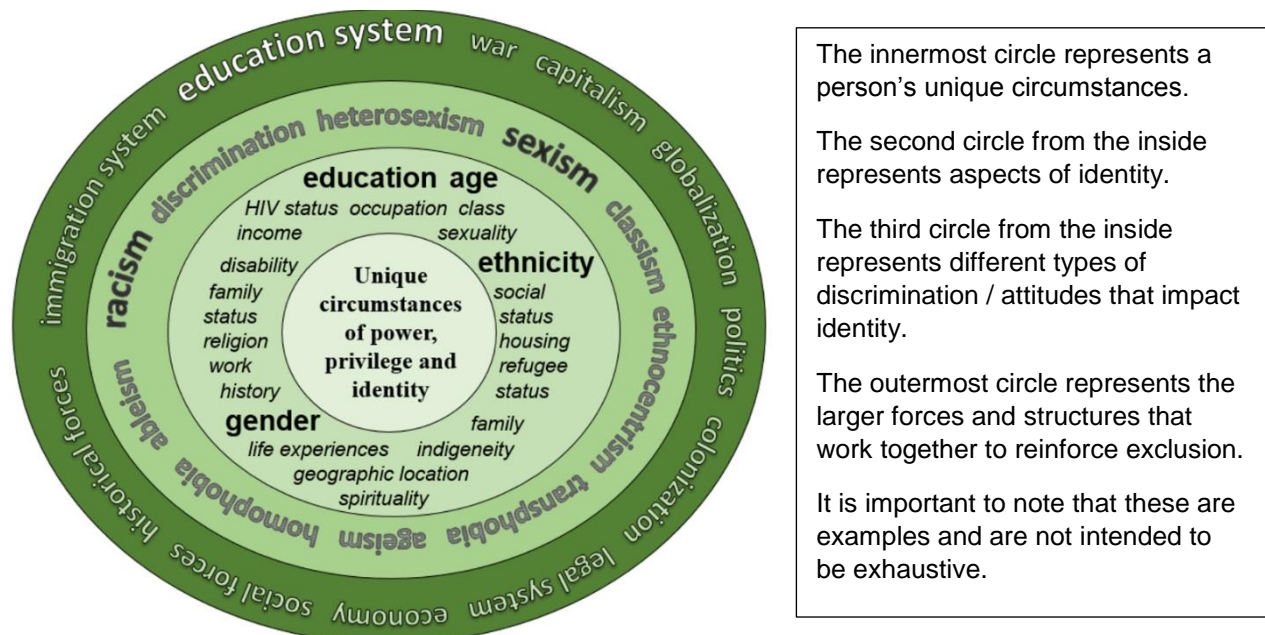 immigration system education system war capitalism globalization politics colonization legal system economy social forces historical forces
racism discrimination heterosexism sexism classism ethnocentrism transphobia ageism homophobia ableism
education age
HIV status occupation class
income sexuality
disability ethnicity
family social
status status
religion housing
work refugee
history status
gender family
life experiences indigeneity
geographic location
spirituality
Unique
circumstances
of power,
privilege and
identity
The innermost circle represents a
person’s unique circumstances.
The second circle from the inside
represents aspects of identity.
The third circle from the inside
represents different types of
discrimination / attitudes that impact
identity.
The outermost circle represents the
larger forces and structures that
work together to reinforce exclusion.
It is important to note that these are
examples and are not intended to
be exhaustive.